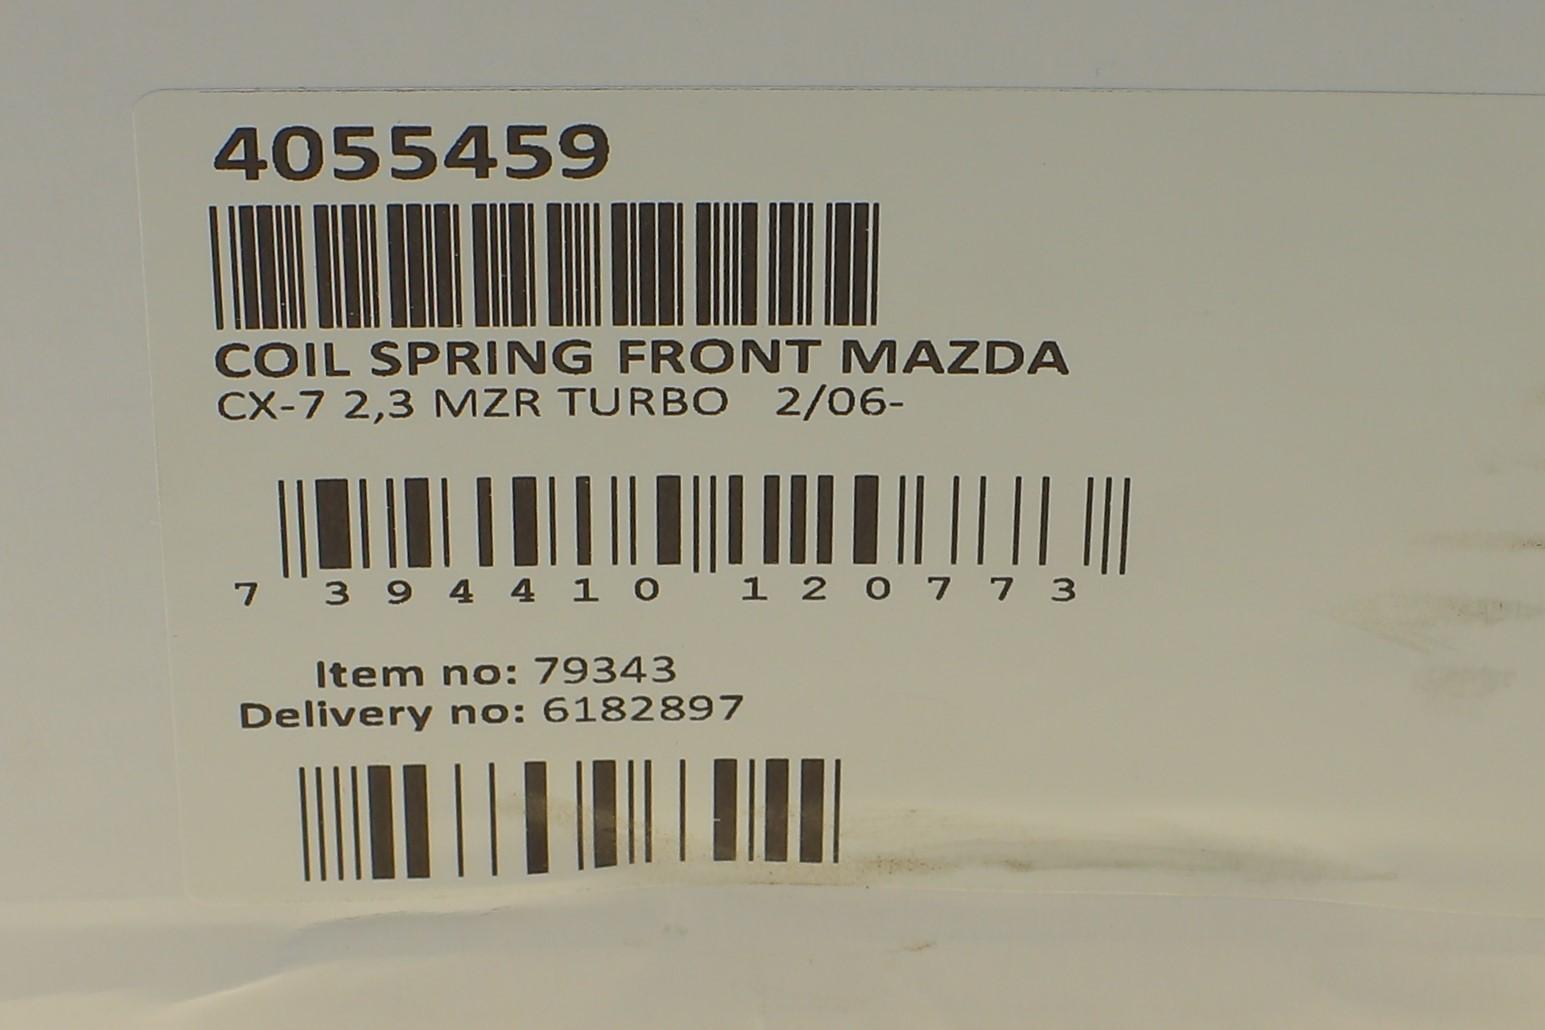 4055459
COIL SPRING FRONT MAZDA
CX-7 2,3 MZR TURBO 2/06-
7 394410 120773
Item no: 79343
Delivery no: 6182897